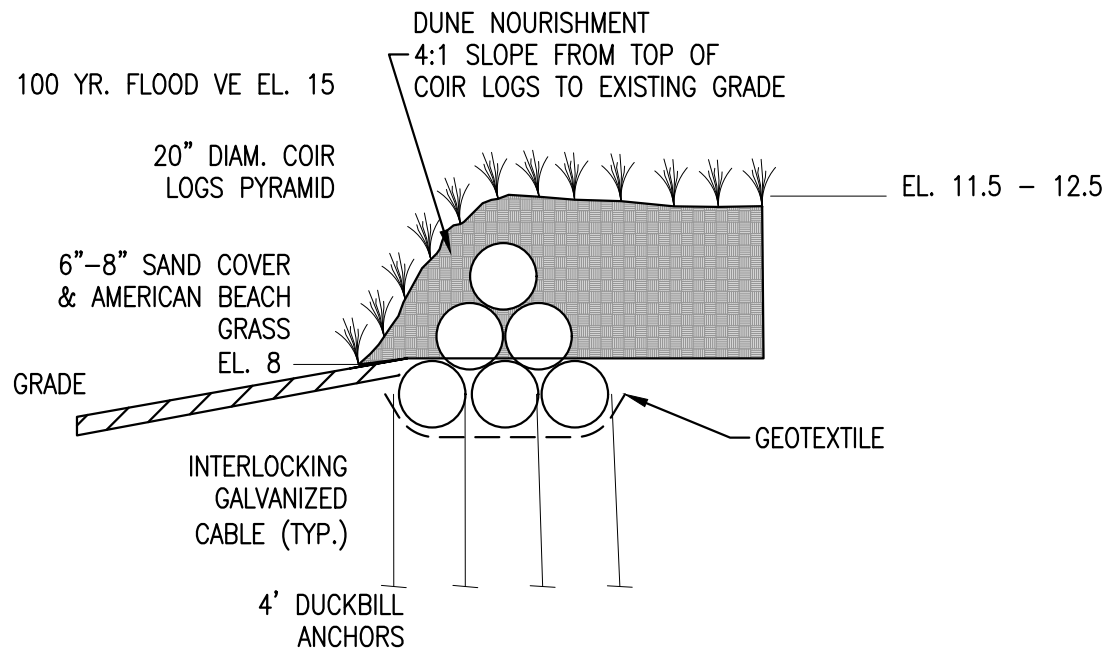 DUNE NOURISHMENT
4:1 SLOPE FROM TOP OF
COIR LOGS TO EXISTING GRADE
100 YR. FLOOD VE EL. 15
20" DIAM. COIR
LOGS PYRAMID
EL. 11.5 – 12.5
6"–8" SAND COVER
& AMERICAN BEACH
GRASS
EL. 8
GRADE
GEOTEXTILE
INTERLOCKING
GALVANIZED
CABLE (TYP.)
4' DUCKBILL
ANCHORS